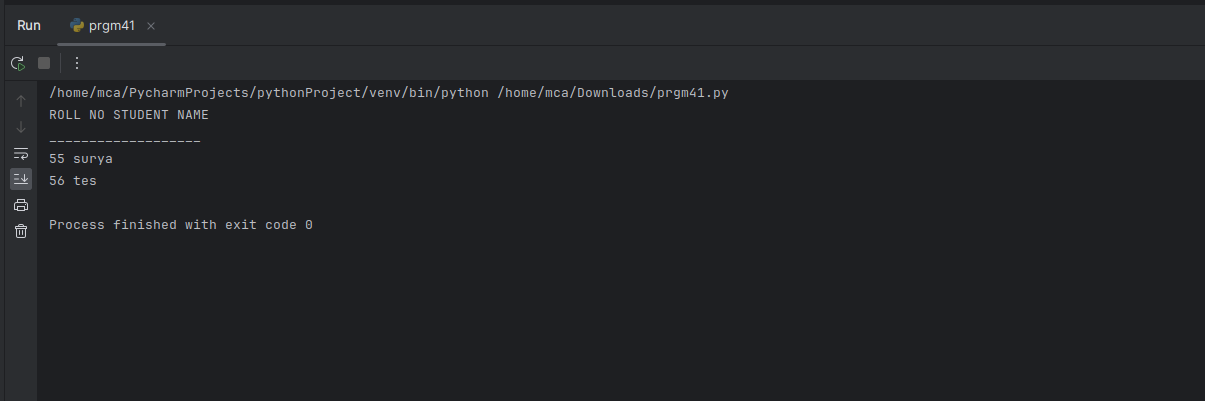 Run prgm41
/home/mca/PycharmProjects/pythonProject/venv/bin/python /home/mca/Downloads/prgm41.py
ROLL NO STUDENT NAME
___________________
55 surya
56 tes
Process finished with exit code 0